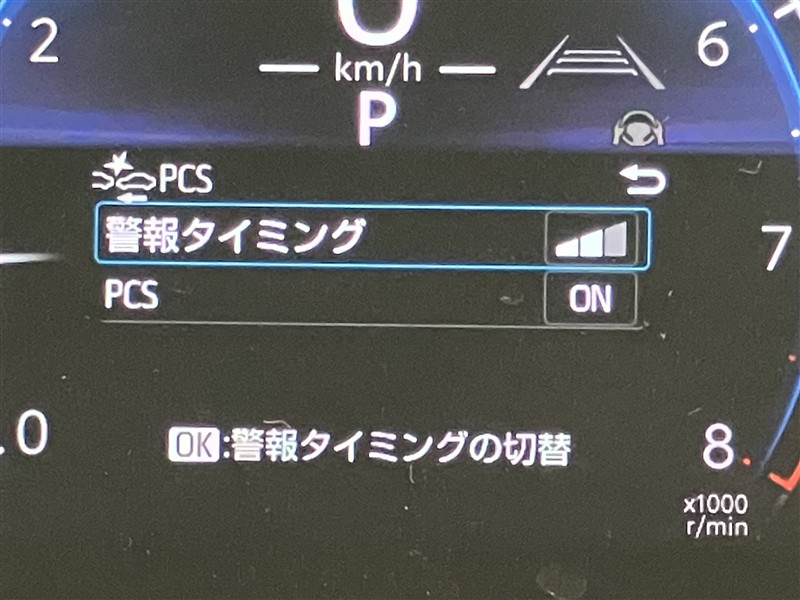 2
6
km/h
P
PCS
警報タイミング
7
PCS
ON
.0
OK:警報タイミングの切替
8
x1000
r/min